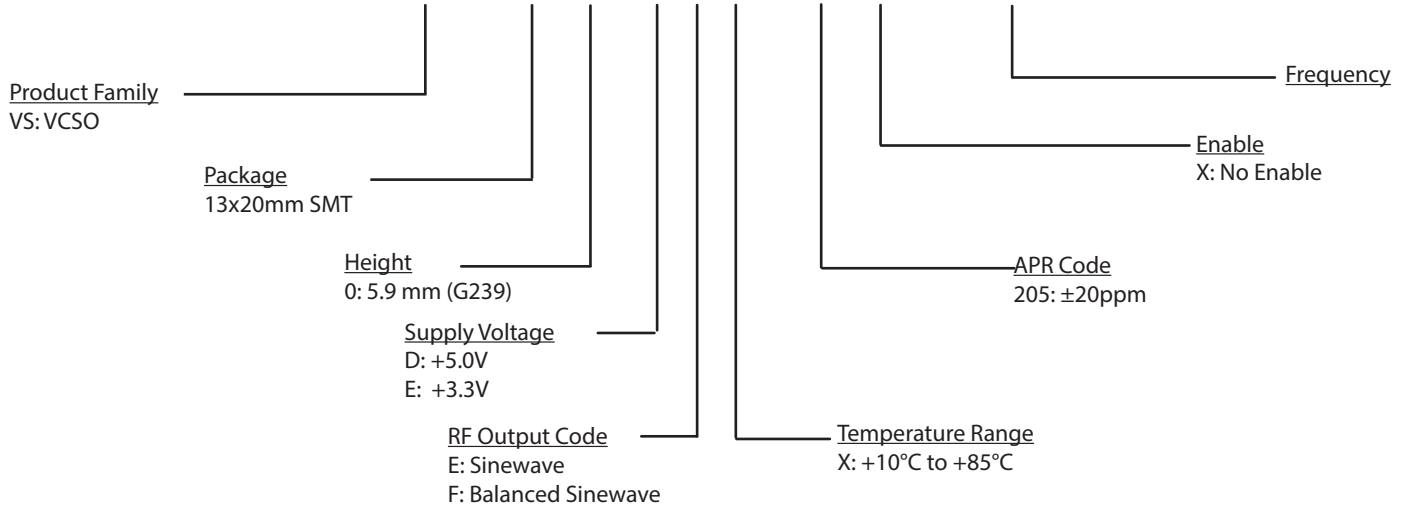 Product Family
VS: VCSO
Frequency
Enable
X: No Enable
Package
13x20mm SMT
Height
0: 5.9 mm (G239)
APR Code
205: ±20ppm
Supply Voltage
D: +5.0V
E: +3.3V
RF Output Code
E: Sinewave
F: Balanced Sinewave
Temperature Range
X: +10°C to +85°C